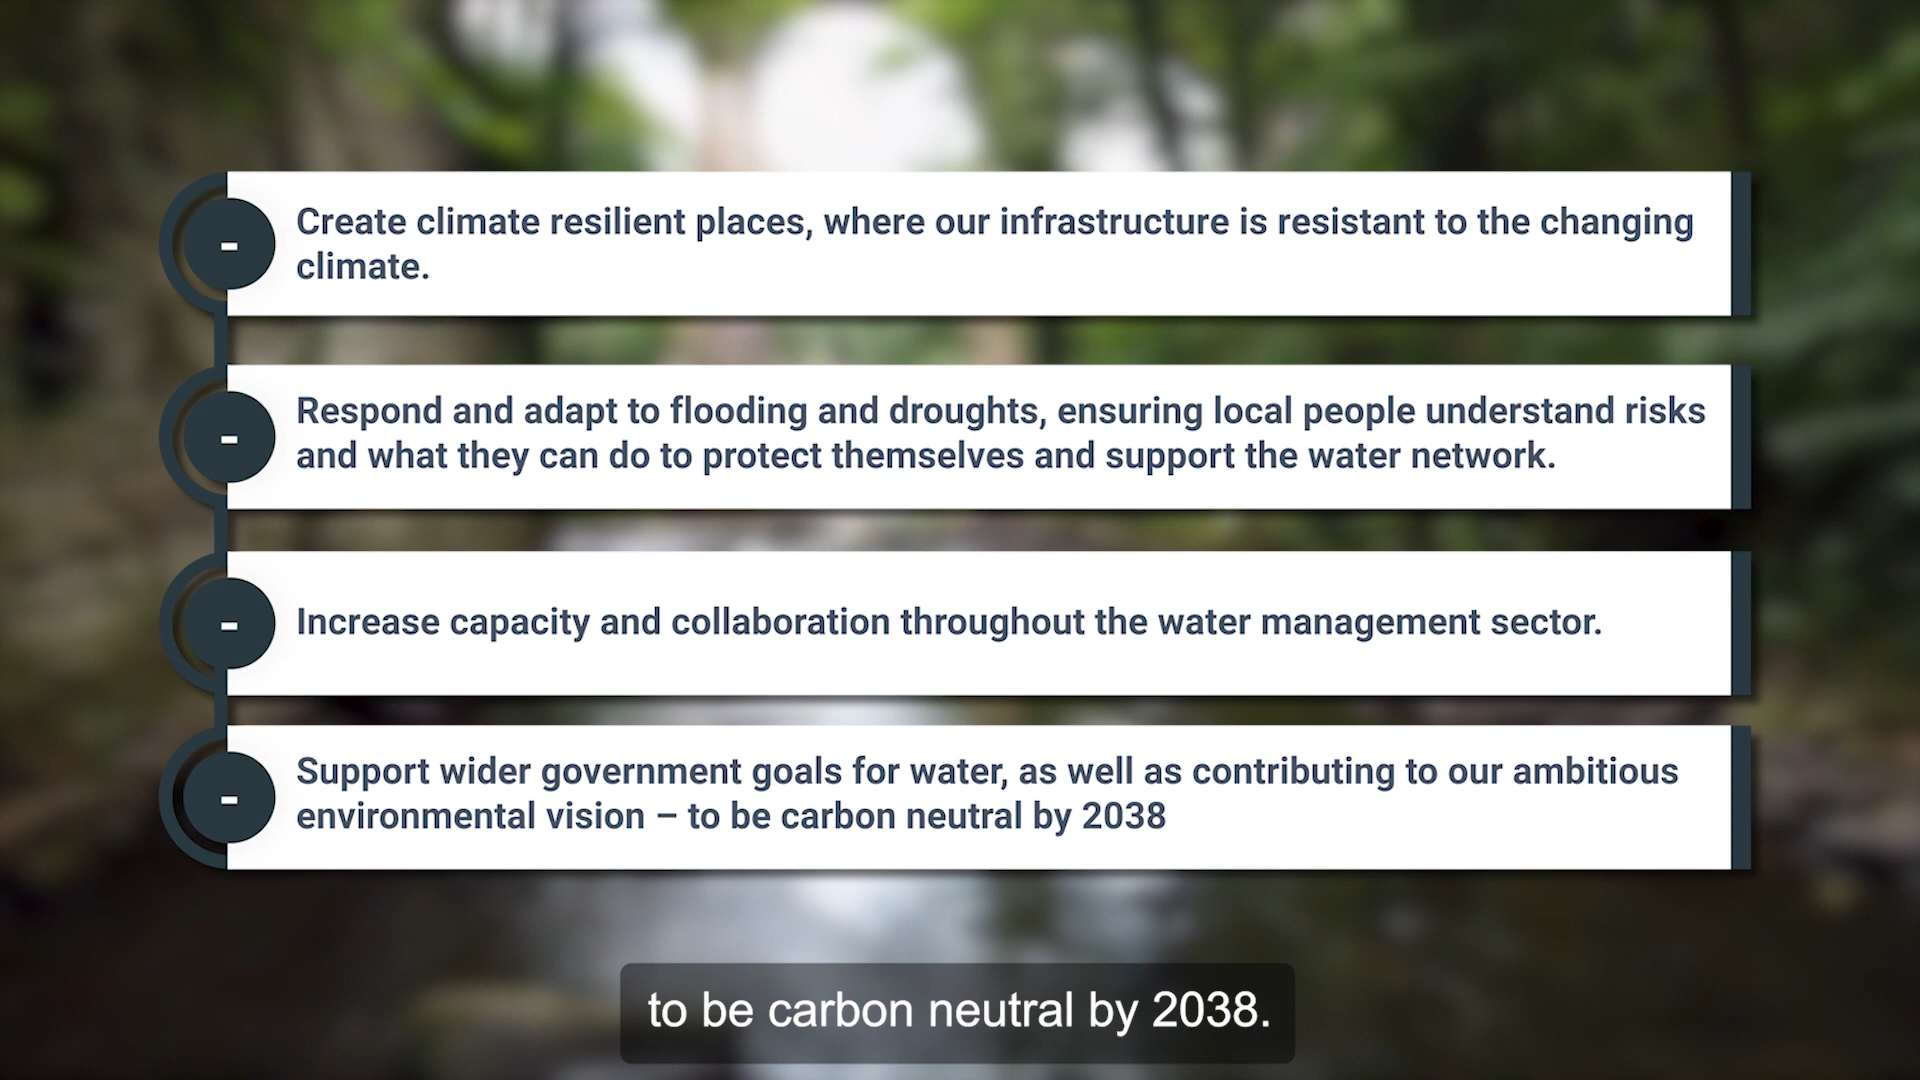 - Create climate resilient places, where our infrastructure is resistant to the changing
climate.
- Respond and adapt to flooding and droughts, ensuring local people understand risks
and what they can do to protect themselves and support the water network.
- Increase capacity and collaboration throughout the water management sector.
- Support wider government goals for water, as well as contributing to our ambitious
environmental vision – to be carbon neutral by 2038
to be carbon neutral by 2038.